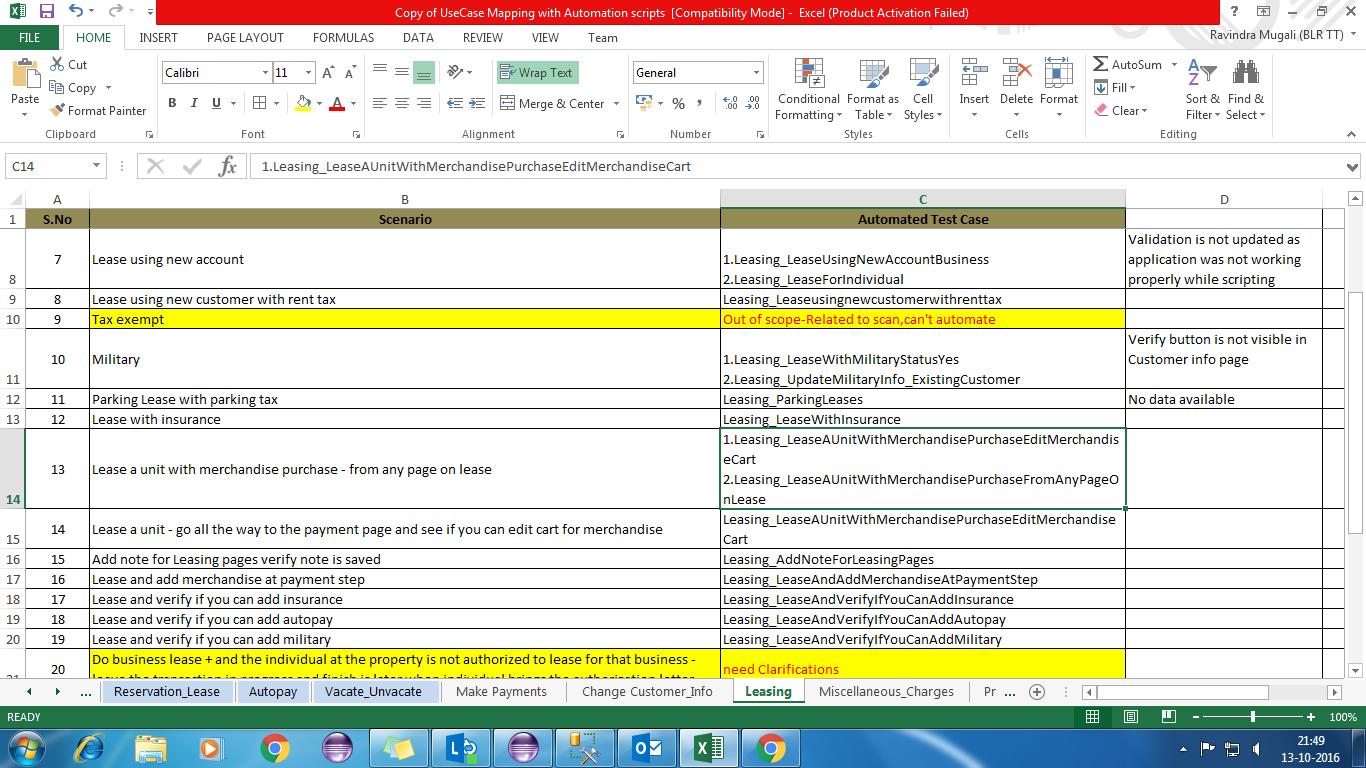 Copy of UseCase Mapping with Automation scripts [Compatibility Mode] - Excel (Product Activation Failed)
FILE HOME INSERT PAGE LAYOUT FORMULAS DATA REVIEW VIEW Team
Ravindra Mugali (BLR TT)
Paste
Cut
Copy
Format Painter
Calibri 11
B I U
Wrap Text
Merge & Center
General
Conditional Formatting
Format as Table
Cell Styles
Insert
Delete
Format
AutoSum
Fill
Clear
Sort & Filter
Find & Select
Clipboard Font Alignment Number Styles Cells Editing
C14 fx 1.Leasing_LeaseAUnitWithMerchandisePurchaseEditMerchandiseCart
A B C D
1 S.No Scenario Automated Test Case
8 7 Lease using new account
1.Leasing_LeaseUsingNewAccountBusiness
2.Leasing_LeaseForIndividual
Validation is not updated as
application was not working
properly while scripting
9 8 Lease using new customer with rent tax Leasing_Leaseusingnewcustomerwithrenttax
10 9 Tax exempt Out of scope-Related to scan,can't automate
11 10 Military
1.Leasing_LeaseWithMilitaryStatusYes
2.Leasing_UpdateMilitaryInfo_ExistingCustomer
Verify button is not visible in
Customer info page
12 11 Parking Lease with parking tax Leasing_ParkingLeases No data available
13 12 Lease with insurance Leasing_LeaseWithInsurance
14 13 Lease a unit with merchandise purchase - from any page on lease
1.Leasing_LeaseAUnitWithMerchandisePurchaseEditMerchandis
eCart
2.Leasing_LeaseAUnitWithMerchandisePurchaseFromAnyPageO
nLease
15 14 Lease a unit - go all the way to the payment page and see if you can edit cart for merchandise
Leasing_LeaseAUnitWithMerchandisePurchaseEditMerchandise
Cart
16 15 Add note for Leasing pages verify note is saved Leasing_AddNoteForLeasingPages
17 16 Lease and add merchandise at payment step Leasing_LeaseAndAddMerchandiseAtPaymentStep
18 17 Lease and verify if you can add insurance Leasing_LeaseAndVerifyIfYouCanAddInsurance
19 18 Lease and verify if you can add autopay Leasing_LeaseAndVerifyIfYouCanAddAutopay
20 19 Lease and verify if you can add military Leasing_LeaseAndVerifyIfYouCanAddMilitary
20 Do business lease + and the individual at the property is not authorized to lease for that business -
need Clarifications
... Reservation_Lease Autopay Vacate_Unvacate Make Payments Change Customer_Info Leasing Miscellaneous_Charges Pr ...
READY 100%
21:49
13-10-2016